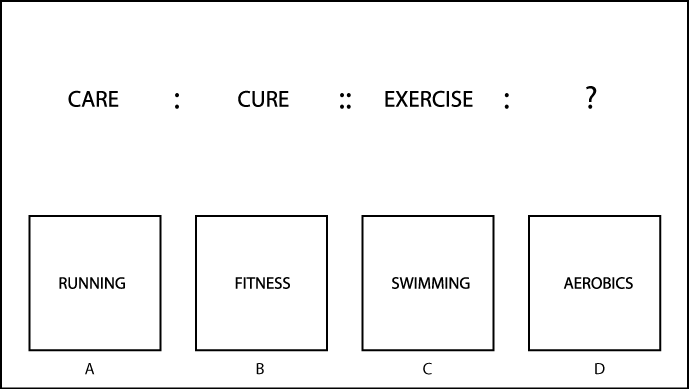 CARE : CURE :: EXERCISE : ?
RUNNING FITNESS SWIMMING AEROBICS
A B C D